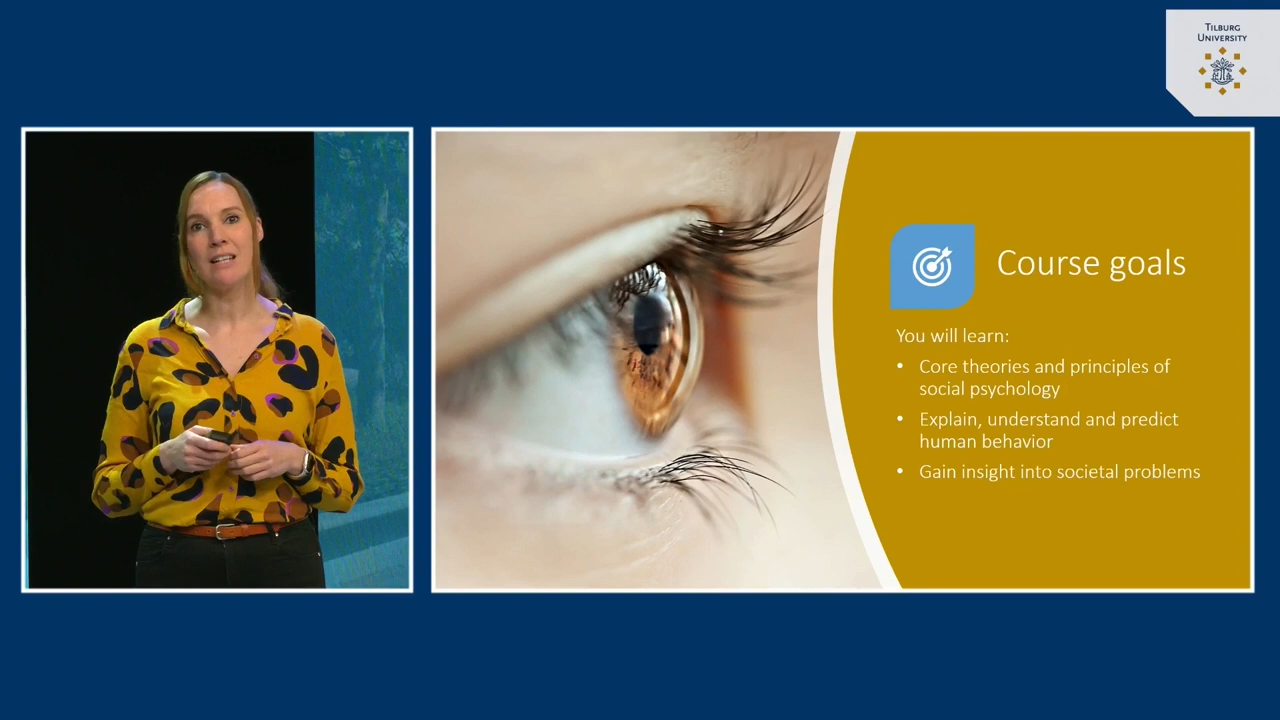 TILBURG
UNIVERSITY
Course goals
You will learn:
• Core theories and principles of
social psychology
• Explain, understand and predict
human behavior
• Gain insight into societal problems